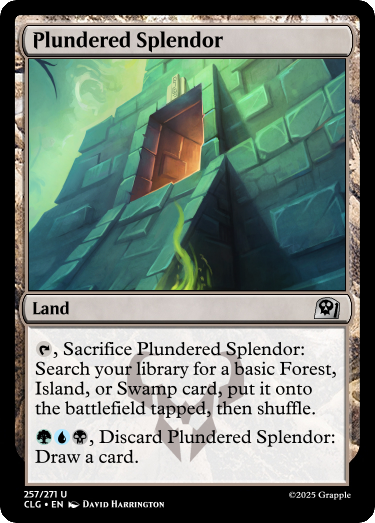 Plundered Splendor
Land
, Sacrifice Plundered Splendor:
Search your library for a basic Forest,
Island, or Swamp card, put it onto
the battlefield tapped, then shuffle.
, Discard Plundered Splendor:
Draw a card.
257/271 U
CLG • EN DAVID HARRINGTON
©2025 Grapple